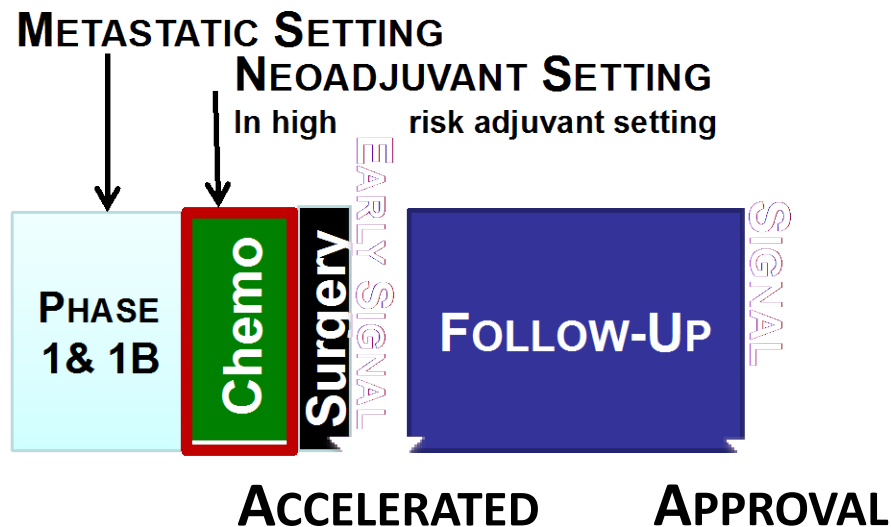 METASTATIC SETTING
NEOADJUVANT SETTING
In high risk adjuvant setting
PHASE
1& 1B
Chemo
Surgery
EARLY SIGNAL
FOLLOW-UP
SIGNAL
ACCELERATED APPROVAL